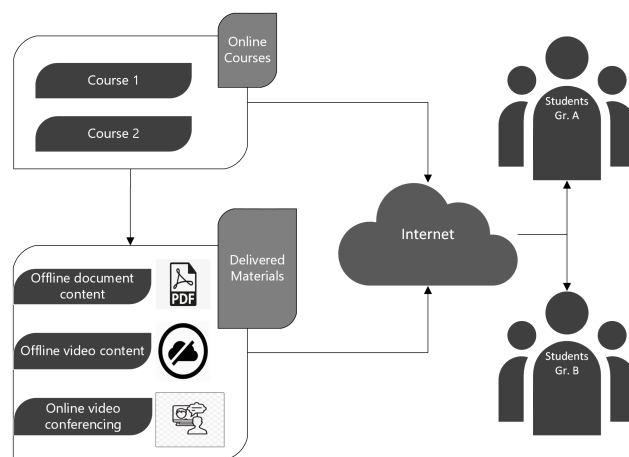 Online
Courses
Course 1
Course 2
Students
Gr. A
Internet
Delivered
Materials
Offline document
content
PDF
Offline video content
Online video
conferencing
Students
Gr. B